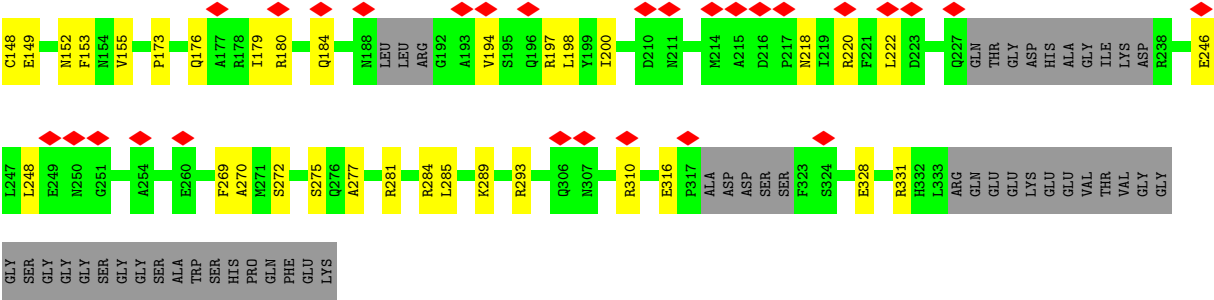 C148 E149 N152 F153 N154 V155 P173 Q176 A177 R178 I179 R180 Q184 N188 LEU LEU ARG G192 A193 V194 S195 Q196 R197 L198 Y199 I200 D210 N211 M214 A215 D216 P217 N218 I219 R220 F221 L222 D223 Q227 GLN THR GLY ASP HIS ALA GLY ILE LYS ASP R238 E246
L247 L248 E249 N250 G251 A254 E260 F269 A270 M271 S272 S275 Q276 A277 R281 R284 L285 K289 R293 Q306 N307 R310 E316 P317 ALA ASP ASP SER SER F323 S324 E328 R331 H332 L333 ARG GLN GLU GLU LYS GLU GLU VAL THR VAL GLY GLY
GLY SER GLY GLY GLY SER GLY GLY SER ALA TRP SER HIS PRO GLN PHE GLU LYS